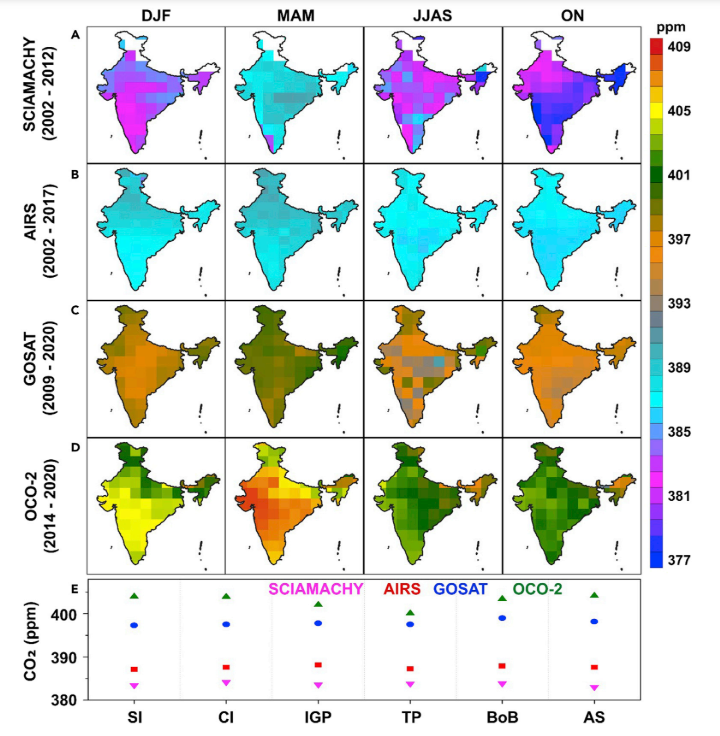 DJF MAM JJAS ON
ppm
A
SCIAMACHY
(2002 - 2012)
B
AIRS
(2002 - 2017)
C
GOSAT
(2009 - 2020)
D
OCO-2
(2014 - 2020)
409
405
401
397
393
389
385
381
377
E
SCIAMACHY AIRS GOSAT OCO-2
CO₂ (ppm)
400
390
380
SI CI IGP TP BoB AS